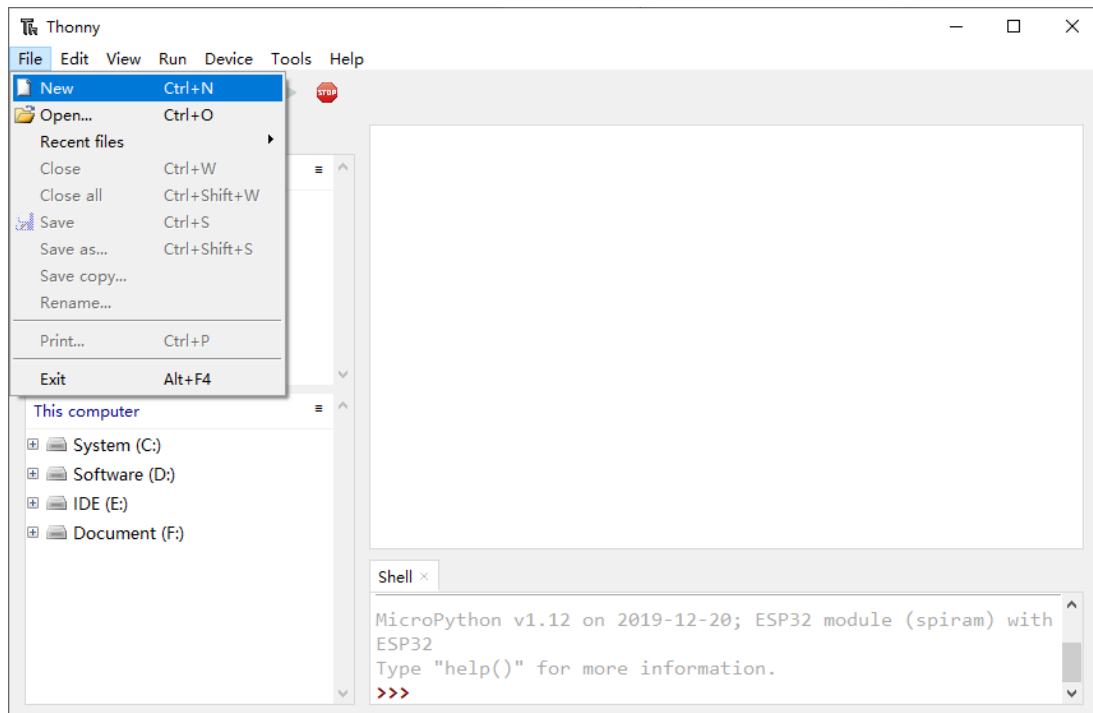 Thonny
File Edit View Run Device Tools Help
New Ctrl+N
STOP
Open... Ctrl+O
Recent files
Close Ctrl+W
Close all Ctrl+Shift+W
Save Ctrl+S
Save as... Ctrl+Shift+S
Save copy...
Rename...
Print... Ctrl+P
Exit Alt+F4
This computer
System (C:)
Software (D:)
IDE (E:)
Document (F:)
Shell
MicroPython v1.12 on 2019-12-20; ESP32 module (spiram) with
ESP32
Type "help()" for more information.
>>>